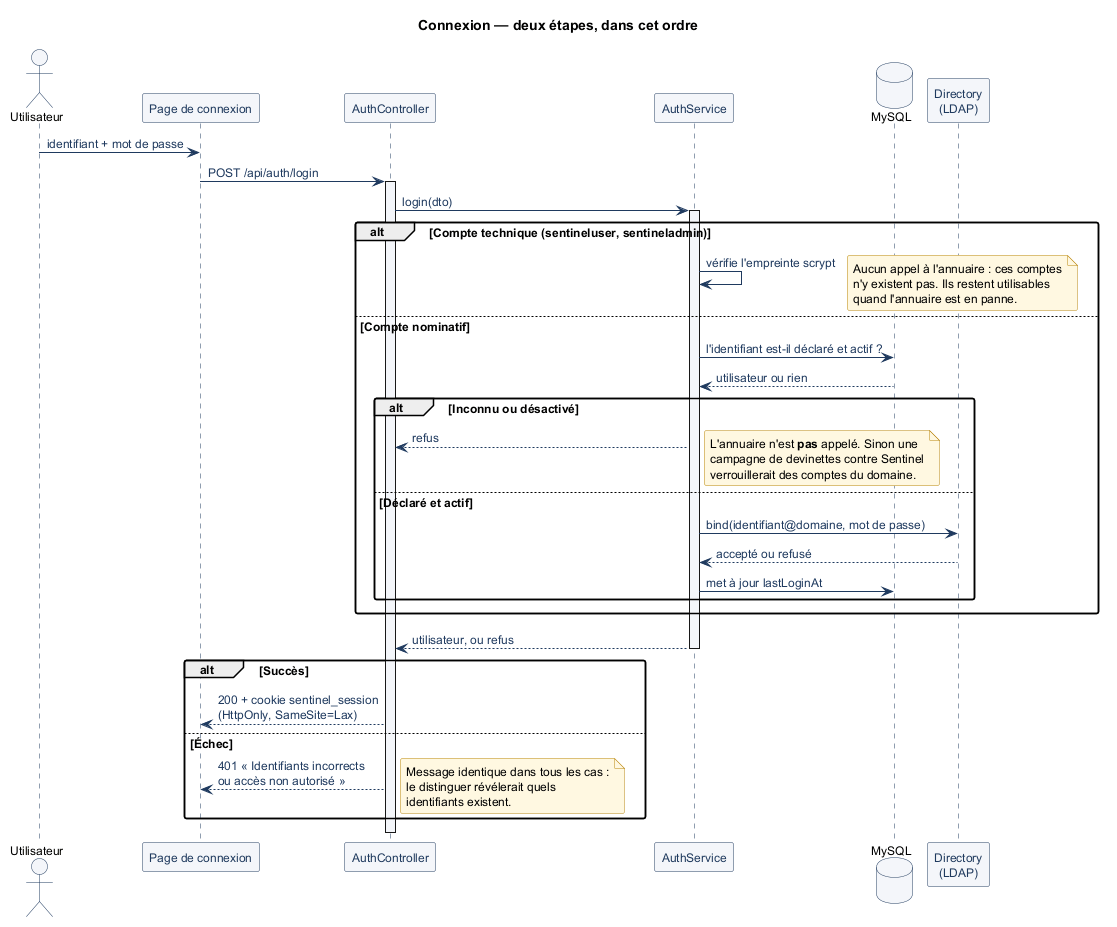 Connexion — deux étapes, dans cet ordre
Utilisateur
Page de connexion
AuthController
AuthService
MySQL
Directory
(LDAP)
identifiant + mot de passe
POST /api/auth/login
login(dto)
alt
[Compte technique (sentineluser, sentineladmin)]
vérifie l'empreinte scrypt
Aucun appel à l'annuaire : ces comptes
n'y existent pas. Ils restent utilisables
quand l'annuaire est en panne.
[Compte nominatif]
l'identifiant est-il déclaré et actif ?
utilisateur ou rien
alt
[Inconnu ou désactivé]
refus
L'annuaire n'est pas appelé. Sinon une
campagne de devinettes contre Sentinel
verrouillerait des comptes du domaine.
[Déclaré et actif]
bind(identifiant@domaine, mot de passe)
accepté ou refusé
met à jour lastLoginAt
utilisateur, ou refus
alt
[Succès]
200 + cookie sentinel_session
(HttpOnly, SameSite=Lax)
[Échec]
401 « Identifiants incorrects
ou accès non autorisé »
Message identique dans tous les cas :
le distinguer révélerait quels
identifiants existent.
Utilisateur
Page de connexion
AuthController
AuthService
MySQL
Directory
(LDAP)